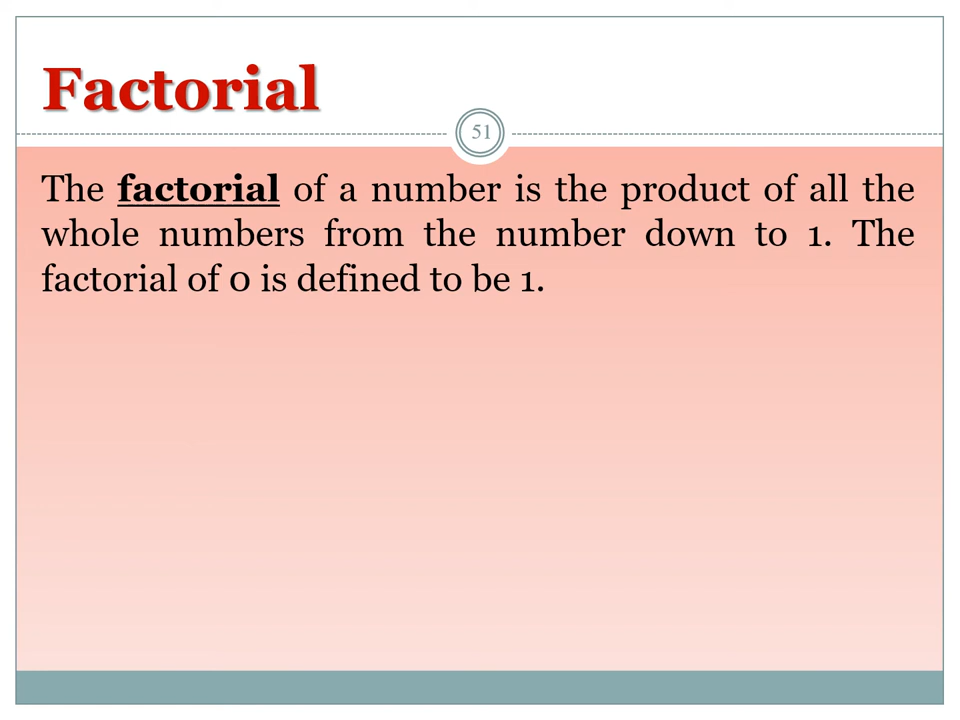 Factorial
51
The factorial of a number is the product of all the
whole numbers from the number down to 1. The
factorial of 0 is defined to be 1.